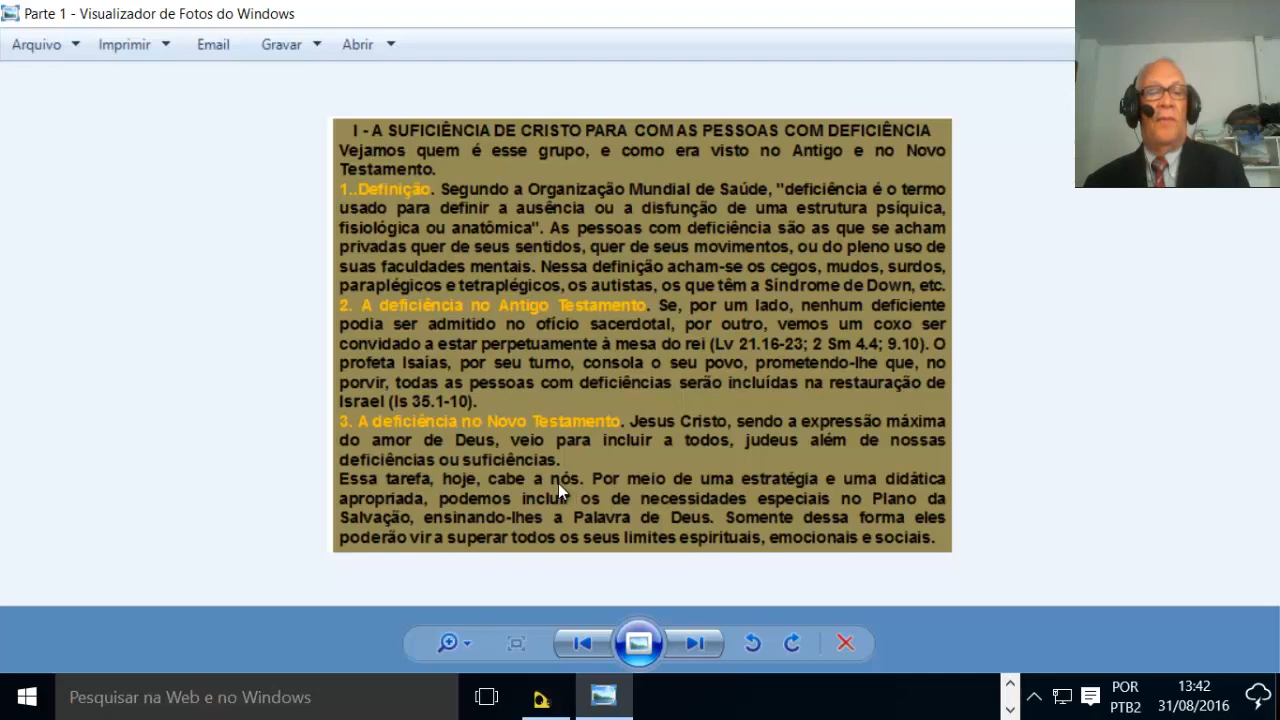 Parte 1 - Visualizador de Fotos do Windows
Arquivo Imprimir Email Gravar Abrir
I - A SUFICIÊNCIA DE CRISTO PARA COM AS PESSOAS COM DEFICIÊNCIA
Vejamos quem é esse grupo, e como era visto no Antigo e no Novo
Testamento.
1..Definição. Segundo a Organização Mundial de Saúde, "deficiência é o termo
usado para definir a ausência ou a disfunção de uma estrutura psíquica,
fisiológica ou anatômica". As pessoas com deficiência são as que se acham
privadas quer de seus sentidos, quer de seus movimentos, ou do pleno uso de
suas faculdades mentais. Nessa definição acham-se os cegos, mudos, surdos,
paraplégicos e tetraplégicos, os autistas, os que têm a Síndrome de Down, etc.
2. A deficiência no Antigo Testamento. Se, por um lado, nenhum deficiente
podia ser admitido no ofício sacerdotal, por outro, vemos um coxo ser
convidado a estar perpetuamente à mesa do rei (Lv 21.16-23; 2 Sm 4.4; 9.10). O
profeta Isaías, por seu turno, consola o seu povo, prometendo-lhe que, no
porvir, todas as pessoas com deficiências serão incluídas na restauração de
Israel (Is 35.1-10).
3. A deficiência no Novo Testamento. Jesus Cristo, sendo a expressão máxima
do amor de Deus, veio para incluir a todos, judeus além de nossas
deficiências ou suficiências.
Essa tarefa, hoje, cabe a nós. Por meio de uma estratégia e uma didática
apropriada, podemos incluir os de necessidades especiais no Plano da
Salvação, ensinando-lhes a Palavra de Deus. Somente dessa forma eles
poderão vir a superar todos os seus limites espirituais, emocionais e sociais.
Pesquisar na Web e no Windows
POR
PTB2
13:42
31/08/2016